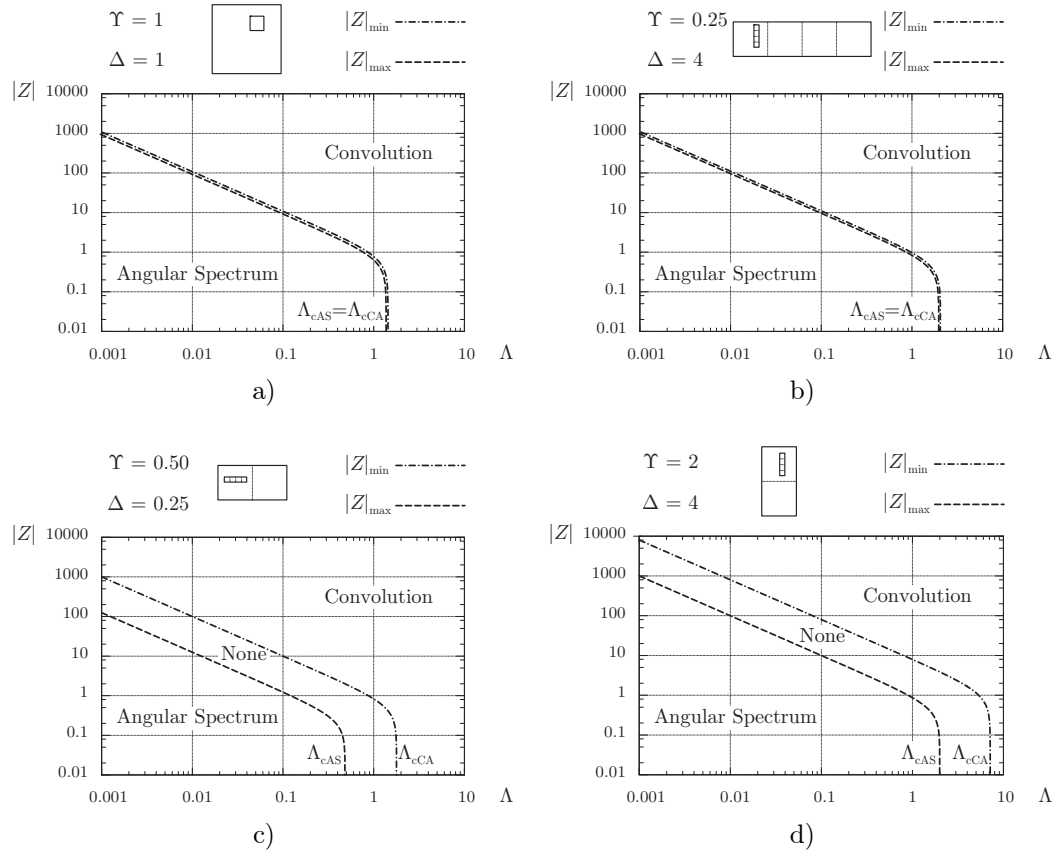 ϒ = 1
|Z|min
Δ = 1
|Z|max
|Z|
10000
1000
100
10
1
0.1
0.01
Convolution
Angular Spectrum
ΛcAS=ΛcCA
0.001
0.01
0.1
1
10
Λ
a)
ϒ = 0.25
|Z|min
Δ = 4
|Z|max
|Z|
10000
1000
100
10
1
0.1
0.01
Convolution
Angular Spectrum
ΛcAS=ΛcCA
0.001
0.01
0.1
1
10
Λ
b)
ϒ = 0.50
|Z|min
Δ = 0.25
|Z|max
|Z|
10000
1000
100
10
1
0.1
0.01
Convolution
None
Angular Spectrum
ΛcAS
ΛcCA
0.001
0.01
0.1
1
10
Λ
c)
ϒ = 2
|Z|min
Δ = 4
|Z|max
|Z|
10000
1000
100
10
1
0.1
0.01
Convolution
None
Angular Spectrum
ΛcAS
ΛcCA
0.001
0.01
0.1
1
10
Λ
d)